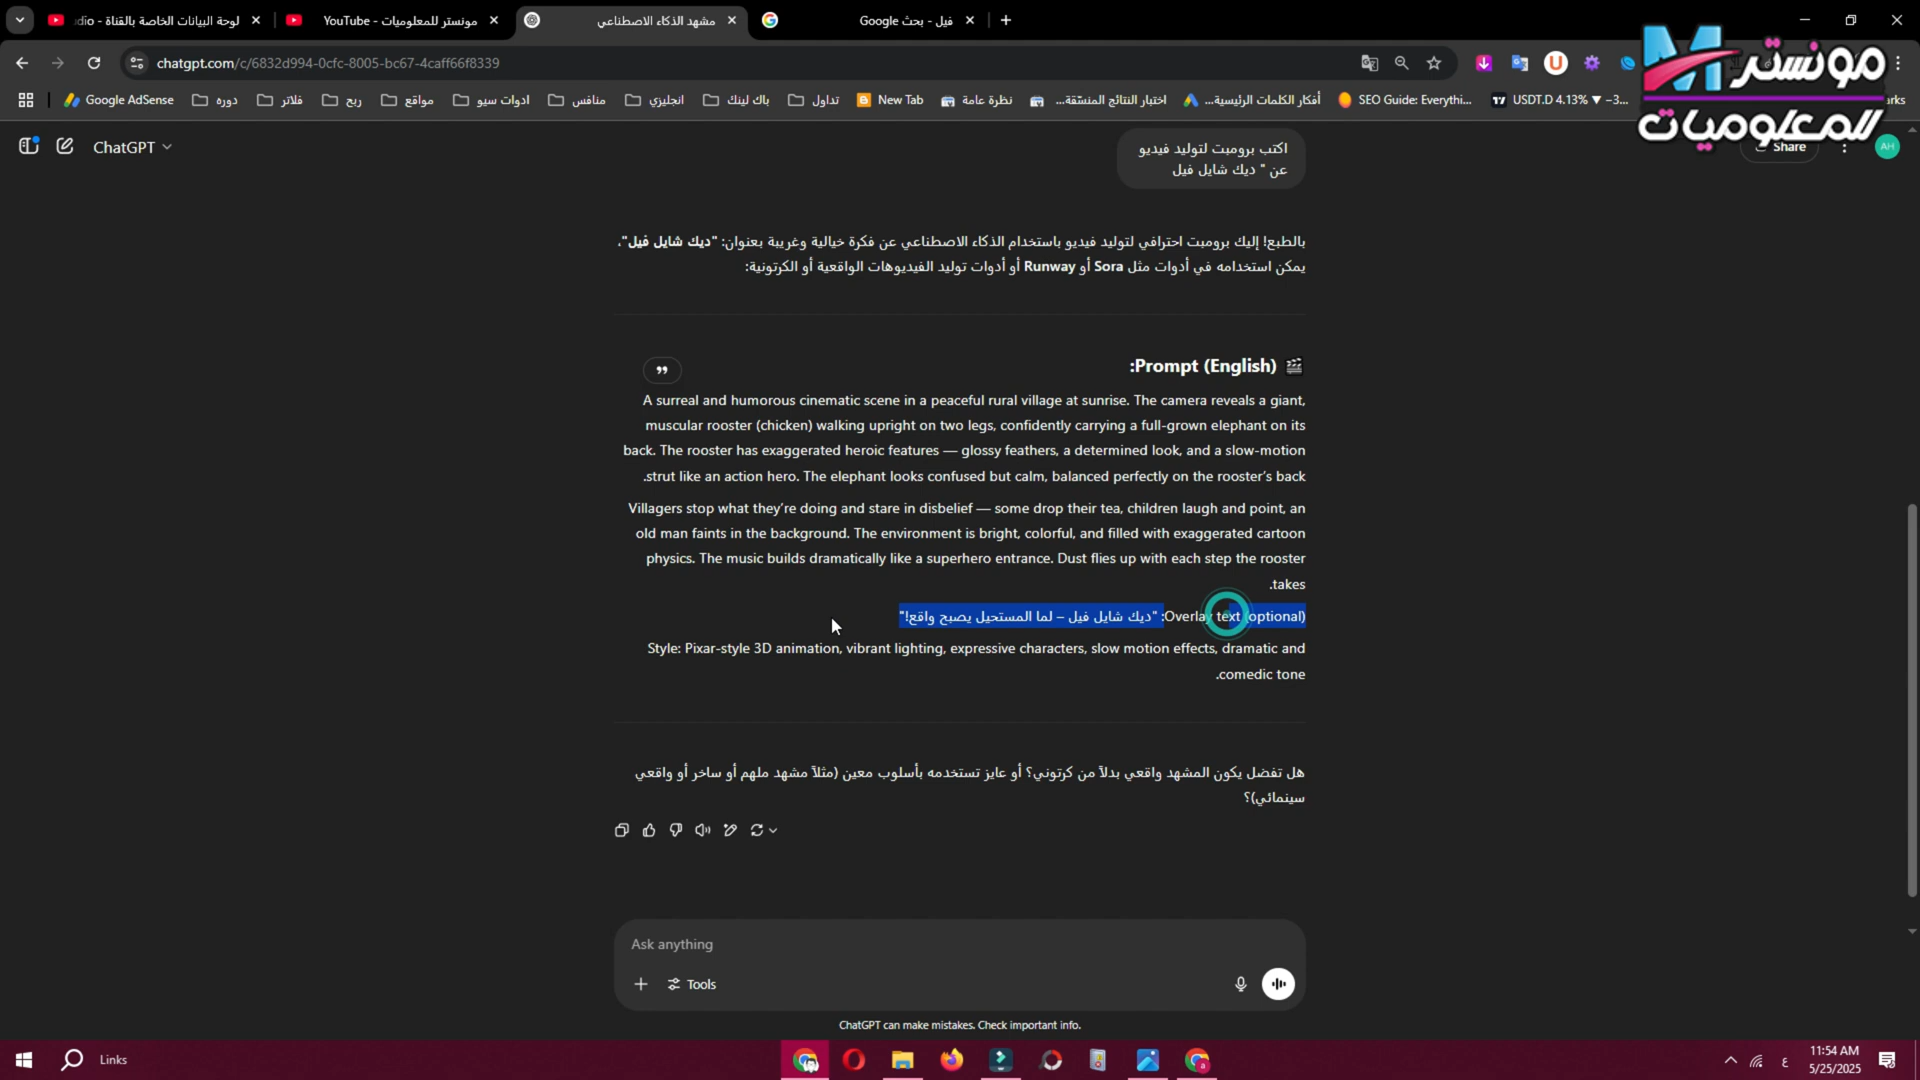 لوحة البيانات الخاصة بالقناة - dio
مونستر للمعلوميات - YouTube
مشهد الذكاء الاصطناعي
فيل - بحث Google
chatgpt.com/c/6832d994-0cfc-8005-bc67-4caff66f8339
مونستر
للمعلوميات
Google AdSense
دوره
فلاتر
ربح
مواقع
ادوات سيو
منافس
انجليزي
باك لينك
تداول
New Tab
نظرة عامة
اختبار النتائج المنسّقة...
أفكار الكلمات الرئيسية...
SEO Guide: Everythi...
USDT.D 4.13% ▼ −3...
arks
ChatGPT
Share
AH
اكتب برومبت لتوليد فيديو
عن " ديك شايل فيل
بالطبع! إليك برومبت احترافي لتوليد فيديو باستخدام الذكاء الاصطناعي عن فكرة خيالية وغريبة بعنوان: "ديك شايل فيل"،
يمكن استخدامه في أدوات مثل Sora أو Runway أو أدوات توليد الفيديوهات الواقعية أو الكرتونية:
🎬 Prompt (English):
A surreal and humorous cinematic scene in a peaceful rural village at sunrise. The camera reveals a giant,
muscular rooster (chicken) walking upright on two legs, confidently carrying a full-grown elephant on its
back. The rooster has exaggerated heroic features — glossy feathers, a determined look, and a slow-motion
strut like an action hero. The elephant looks confused but calm, balanced perfectly on the rooster's back.
Villagers stop what they're doing and stare in disbelief — some drop their tea, children laugh and point, an
old man faints in the background. The environment is bright, colorful, and filled with exaggerated cartoon
physics. The music builds dramatically like a superhero entrance. Dust flies up with each step the rooster
takes.
Overlay text (optional): "ديك شايل فيل – لما المستحيل يصبح واقع!"
Style: Pixar-style 3D animation, vibrant lighting, expressive characters, slow motion effects, dramatic and
comedic tone.
هل تفضل يكون المشهد واقعي بدلاً من كرتوني؟ أو عايز تستخدمه بأسلوب معين (مثلاً مشهد ملهم أو ساخر أو واقعي
سينمائي)؟
Ask anything
Tools
ChatGPT can make mistakes. Check important info.
Links
ع
11:54 AM
5/25/2025